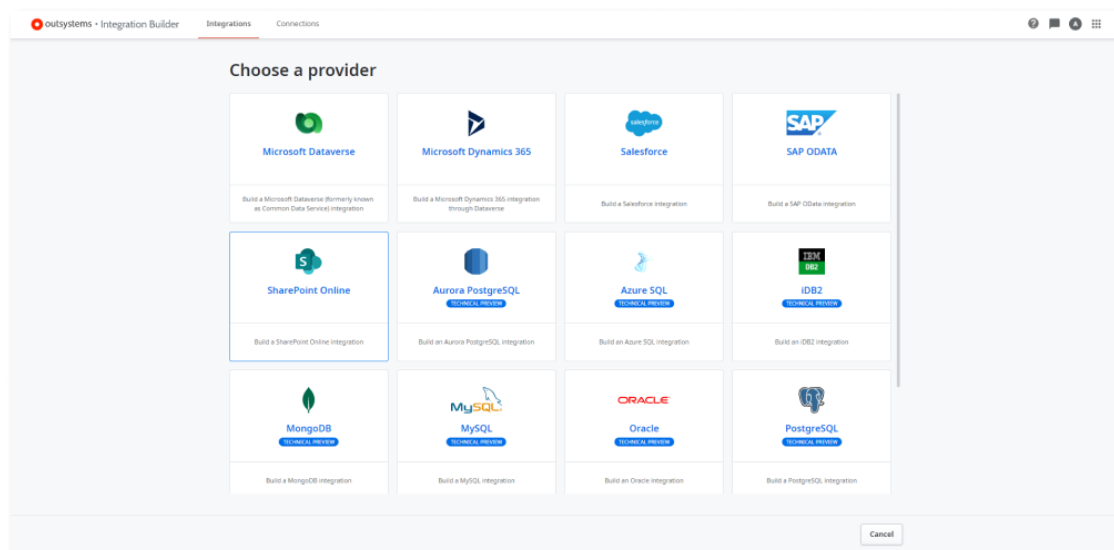 outsystems • Integration Builder
Integrations
Connections
A
Choose a provider
Microsoft Dataverse
Build a Microsoft Dataverse (formerly known
as Common Data Service) integration
Microsoft Dynamics 365
Build a Microsoft Dynamics 365 integration
through Dataverse
salesforce
Salesforce
Build a Salesforce integration
SAP
SAP ODATA
Build a SAP OData integration
S
SharePoint Online
Build a SharePoint Online integration
Aurora PostgreSQL
TECHNICAL PREVIEW
Build an Aurora PostgreSQL integration
Azure SQL
TECHNICAL PREVIEW
Build an Azure SQL integration
IBM
DB2
iDB2
TECHNICAL PREVIEW
Build an iDB2 integration
MongoDB
TECHNICAL PREVIEW
Build a MongoDB integration
MySQL.
MySQL
TECHNICAL PREVIEW
Build a MySQL integration
ORACLE
Oracle
TECHNICAL PREVIEW
Build an Oracle integration
PostgreSQL
TECHNICAL PREVIEW
Build a PostgreSQL integration
Cancel